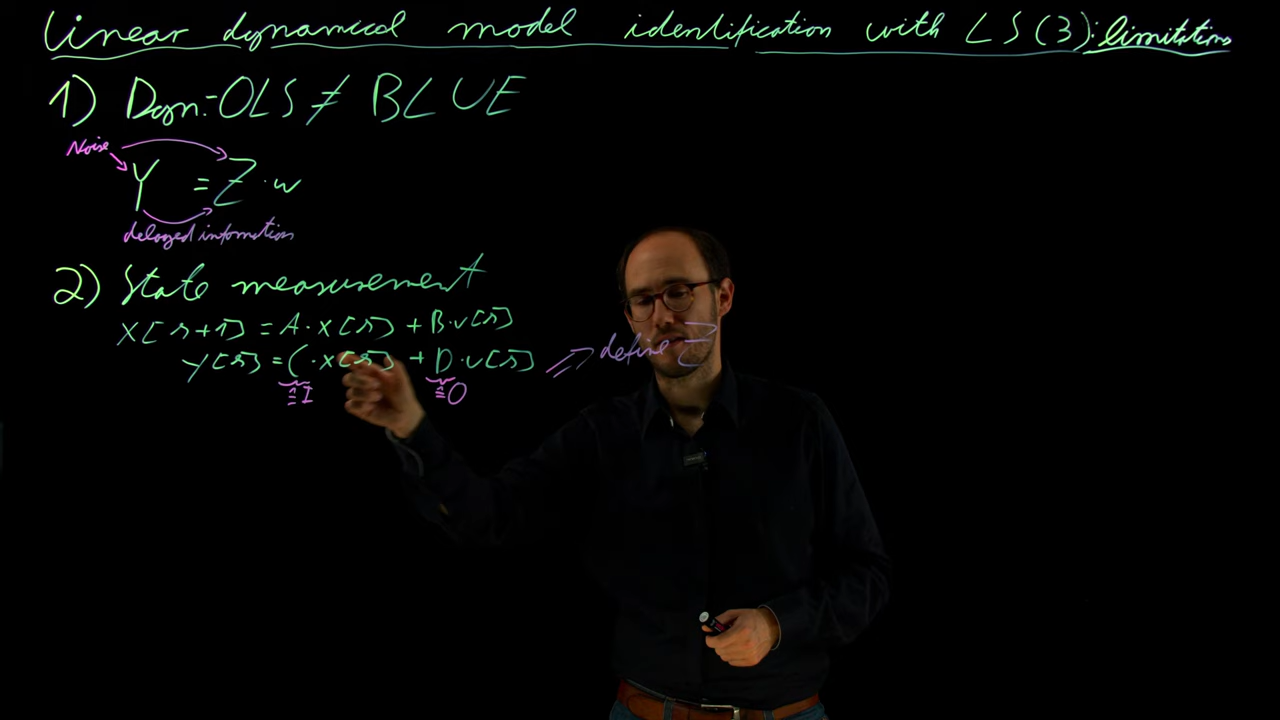 Linear dynamical model identification with LS(3): limitations
1) Dyn.-OLS ≠ BLUE
Noise
Y = Z · w
delayed information
2) State measurement
x[k+1] = A · x[k] + B · u[k]
y[k] = C · x[k] + D · u[k] ⇒ define Z
≙ I ≙ 0